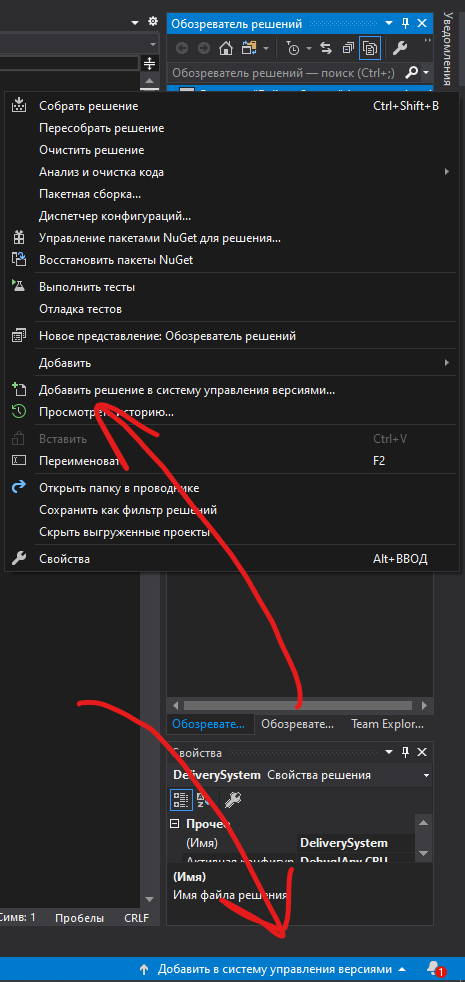 Обозреватель решений
Уведомления
Обозреватель решений — поиск (Ctrl+;)
Собрать решение Ctrl+Shift+B
Пересобрать решение
Очистить решение
Анализ и очистка кода
Пакетная сборка...
Диспетчер конфигураций...
Управление пакетами NuGet для решения...
Восстановить пакеты NuGet
Выполнить тесты
Отладка тестов
Новое представление: Обозреватель решений
Добавить
Добавить решение в систему управления версиями...
Просмотреть историю...
Вставить Ctrl+V
Переименовать F2
Открыть папку в проводнике
Сохранить как фильтр решений
Скрыть выгруженные проекты
Свойства Alt+ВВОД
Обозревате... Обозревате... Team Explor...
Свойства
DeliverySystem Свойства решения
Прочее
(Имя) DeliverySystem
Активная конфигур Debug|Any CPU
(Имя)
Имя файла решения
Симв: 1 Пробелы CRLF
Добавить в систему управления версиями 1